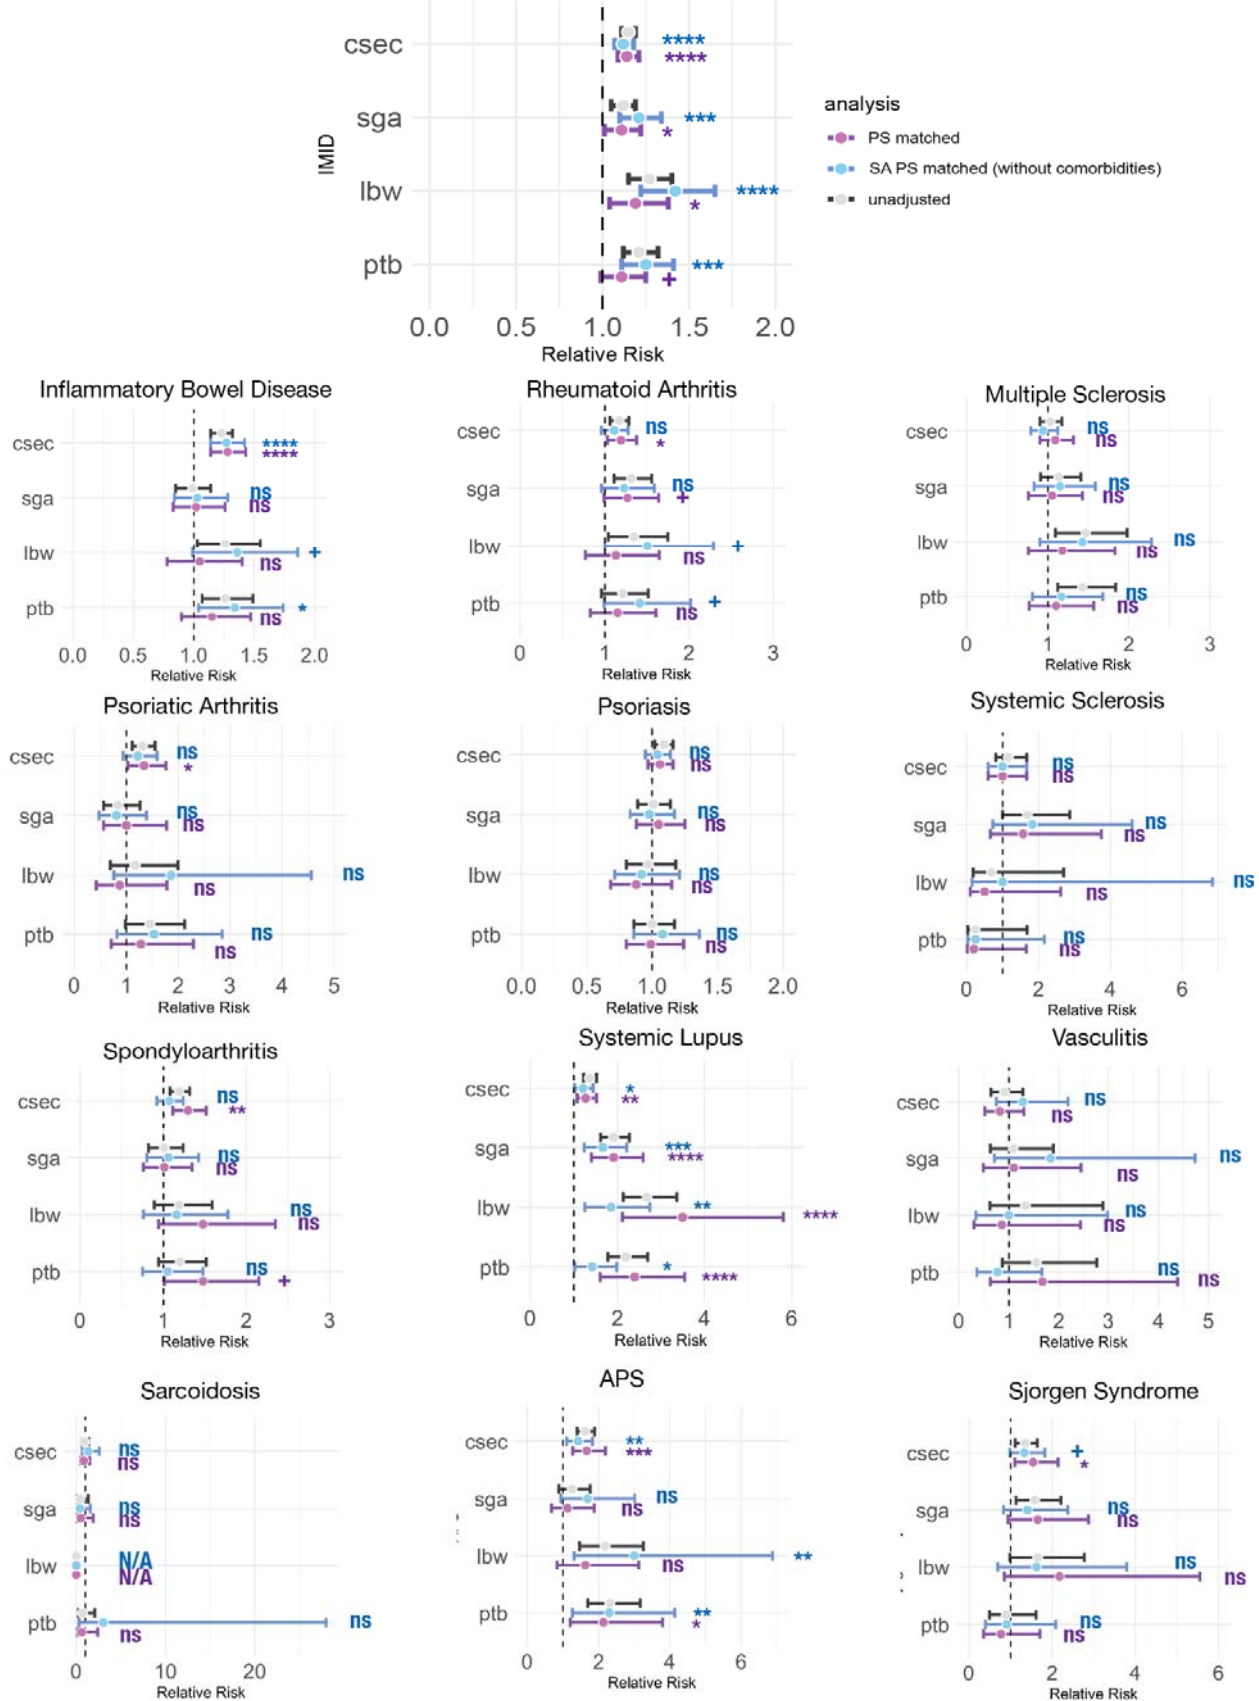 csec
****
****
sga
***
*
lbw
****
*
ptb
***
+
IMID
0.0 0.5 1.0 1.5 2.0
Relative Risk
analysis
PS matched
SA PS matched (without comorbidities)
unadjusted
Inflammatory Bowel Disease
csec
****
****
sga
ns
ns
lbw
+
ns
ptb
*
ns
0.0 0.5 1.0 1.5 2.0
Relative Risk
Rheumatoid Arthritis
csec
ns
*
sga
ns
+
lbw
+
ns
ptb
+
ns
0 1 2 3
Relative Risk
Multiple Sclerosis
csec
ns
ns
sga
ns
ns
lbw
ns
ns
ptb
ns
ns
0 1 2 3
Relative Risk
Psoriatic Arthritis
csec
ns
*
sga
ns
ns
lbw
ns
ns
ptb
ns
ns
0 1 2 3 4 5
Relative Risk
Psoriasis
csec
ns
ns
sga
ns
ns
lbw
ns
ns
ptb
ns
ns
0.0 0.5 1.0 1.5 2.0
Relative Risk
Systemic Sclerosis
csec
ns
ns
sga
ns
ns
lbw
ns
ns
ptb
ns
ns
0 2 4 6
Relative Risk
Spondyloarthritis
csec
ns
**
sga
ns
ns
lbw
ns
ns
ptb
ns
+
0 1 2 3
Relative Risk
Systemic Lupus
csec
*
**
sga
***
****
lbw
**
****
ptb
*
****
0 2 4 6
Relative Risk
Vasculitis
csec
ns
ns
sga
ns
ns
lbw
ns
ns
ptb
ns
ns
0 1 2 3 4 5
Relative Risk
Sarcoidosis
csec
ns
ns
sga
ns
ns
lbw
N/A
N/A
ptb
ns
ns
0 10 20
Relative Risk
APS
csec
**
***
sga
ns
ns
lbw
**
ns
ptb
**
*
0 2 4 6
Relative Risk
Sjorgen Syndrome
csec
+
*
sga
ns
ns
lbw
ns
ns
ptb
ns
ns
0 2 4 6
Relative Risk